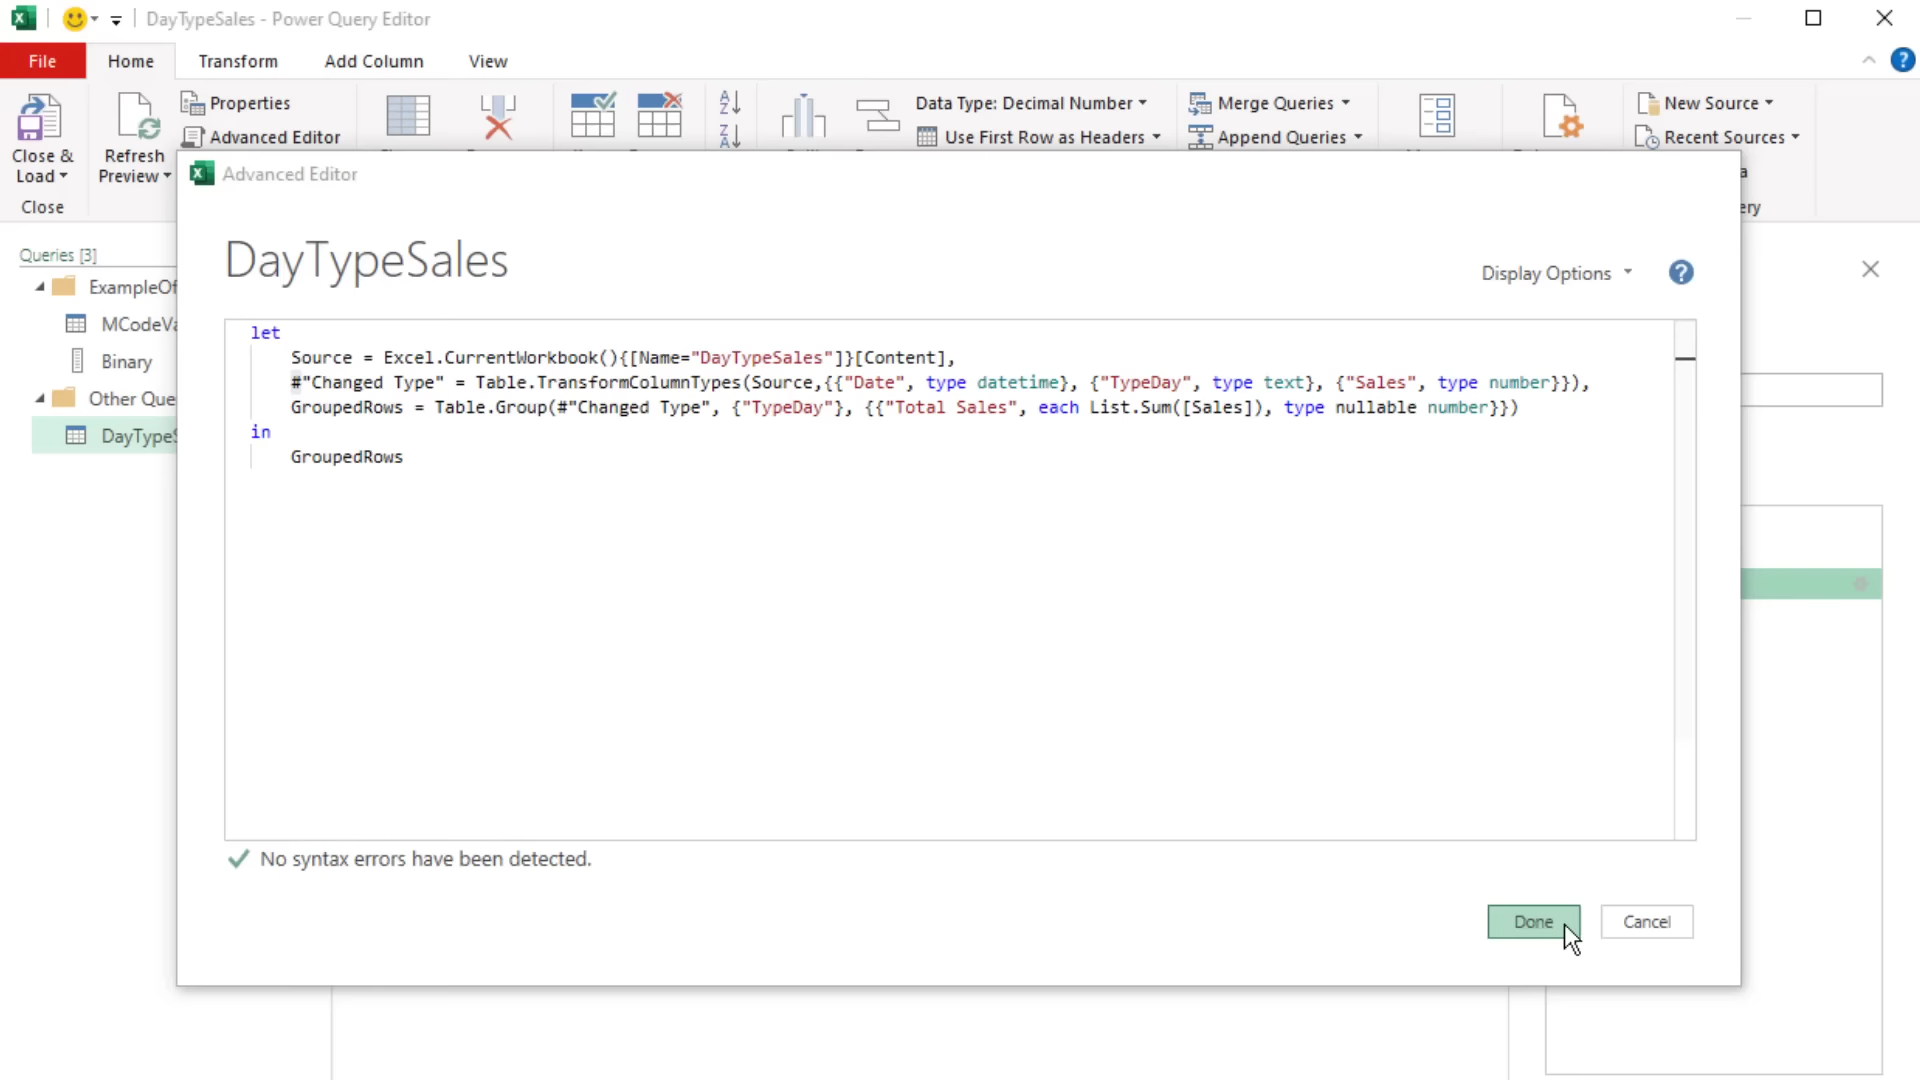 DayTypeSales - Power Query Editor
File Home Transform Add Column View
Properties
Advanced Editor
Close & Load
Refresh Preview
Close
A Z
Z A
Data Type: Decimal Number
Use First Row as Headers
Merge Queries
Append Queries
New Source
Recent Sources
Advanced Editor
Queries [3]
ExampleOf
MCodeVa
Binary
Other Que
DayTypeS
DayTypeSales
Display Options
let
Source = Excel.CurrentWorkbook(){[Name="DayTypeSales"]}[Content],
#"Changed Type" = Table.TransformColumnTypes(Source,{{"Date", type datetime}, {"TypeDay", type text}, {"Sales", type number}}),
GroupedRows = Table.Group(#"Changed Type", {"TypeDay"}, {{"Total Sales", each List.Sum([Sales]), type nullable number}})
in
GroupedRows
No syntax errors have been detected.
Done Cancel